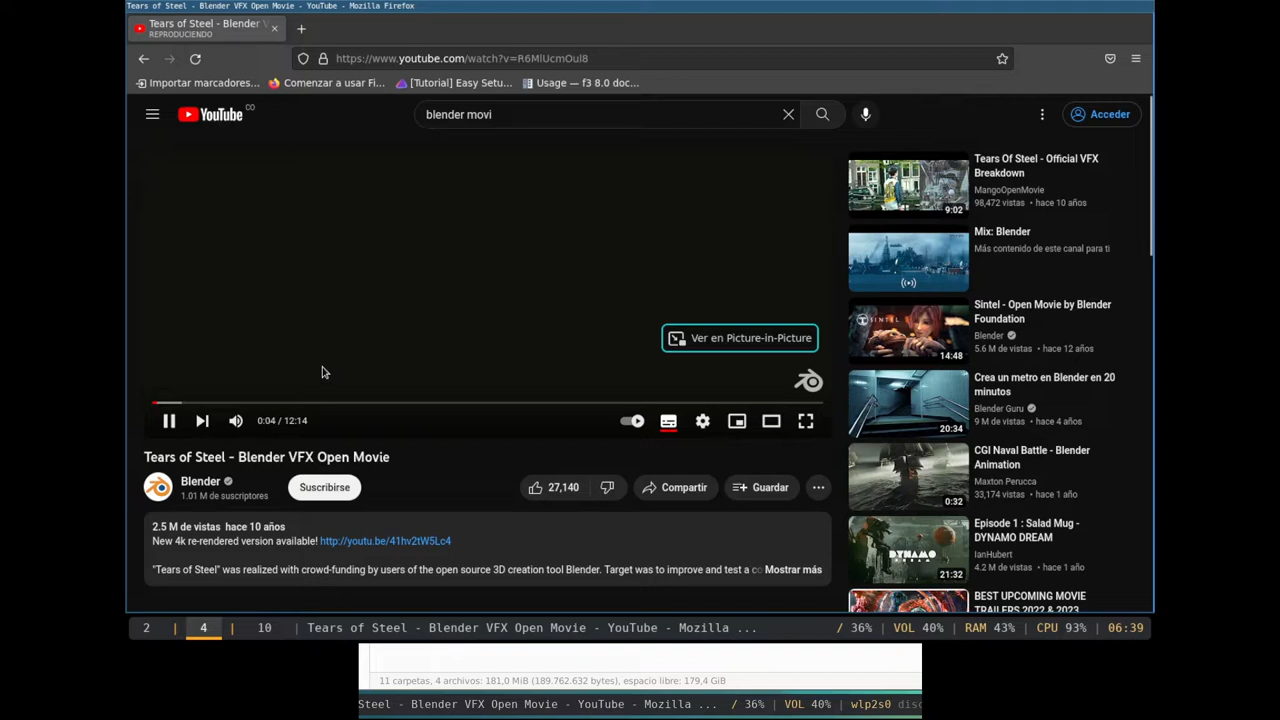 Tears of Steel - Blender VFX Open Movie - YouTube - Mozilla Firefox
Tears of Steel - Blender V
REPRODUCIENDO
https://www.youtube.com/watch?v=R6MlUcmOul8
Importar marcadores...
Comenzar a usar Fi...
[Tutorial] Easy Setu...
Usage — f3 8.0 doc...
YouTube CO
blender movi
Acceder
Ver en Picture-in-Picture
0:04 / 12:14
Tears of Steel - Blender VFX Open Movie
Blender
1.01 M de suscriptores
Suscribirse
27,140
Compartir
Guardar
2.5 M de vistas hace 10 años
New 4k re-rendered version available! http://youtu.be/41hv2tW5Lc4
"Tears of Steel" was realized with crowd-funding by users of the open source 3D creation tool Blender. Target was to improve and test a co Mostrar más
Tears Of Steel - Official VFX
Breakdown
MangoOpenMovie
98,472 vistas • hace 10 años
9:02
Mix: Blender
Más contenido de este canal para ti
Sintel - Open Movie by Blender
Foundation
Blender
5.6 M de vistas • hace 12 años
SINTEL
14:48
Crea un metro en Blender en 20
minutos
Blender Guru
9 M de vistas • hace 4 años
20:34
CGI Naval Battle - Blender
Animation
Maxton Perucca
33,174 vistas • hace 1 año
0:32
Episode 1 : Salad Mug -
DYNAMO DREAM
IanHubert
4.2 M de vistas • hace 1 año
DYNAMO
DREAM
21:32
BEST UPCOMING MOVIE
TRAILERS 2022 & 2023
2 | 4 | 10 | Tears of Steel - Blender VFX Open Movie - YouTube - Mozilla ... / 36% | VOL 40% | RAM 43% | CPU 93% | 06:39
11 carpetas, 4 archivos: 181,0 MiB (189.762.632 bytes), espacio libre: 179,4 GiB
Steel - Blender VFX Open Movie - YouTube - Mozilla ... / 36% | VOL 40% | wlp2s0 disc